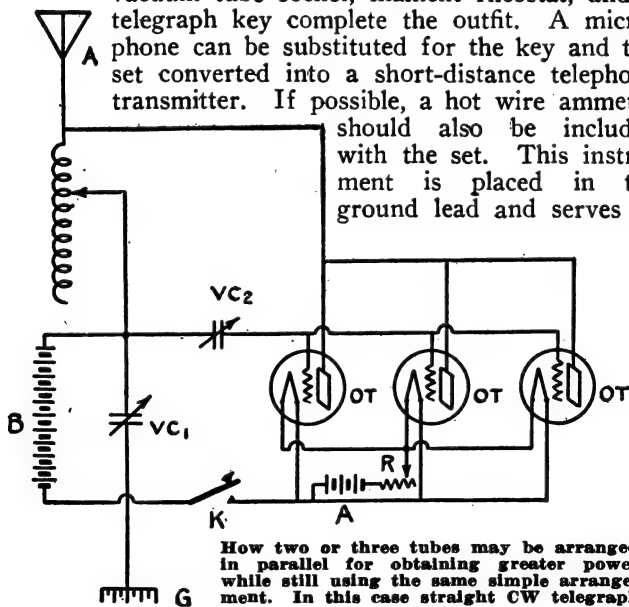 vacuum tube socket, filament rheostat, and
telegraph key complete the outfit. A micr
phone can be substituted for the key and t
set converted into a short-distance telepho
transmitter. If possible, a hot wire ammet
should also be includ
with the set. This instr
ment is placed in t
ground lead and serves
A
VC2
B
VC1
OT
OT
OT
R
A
K
G
How two or three tubes may be arrange
in parallel for obtaining greater powe
while still using the same simple arrange
ment. In this case straight CW telegraph